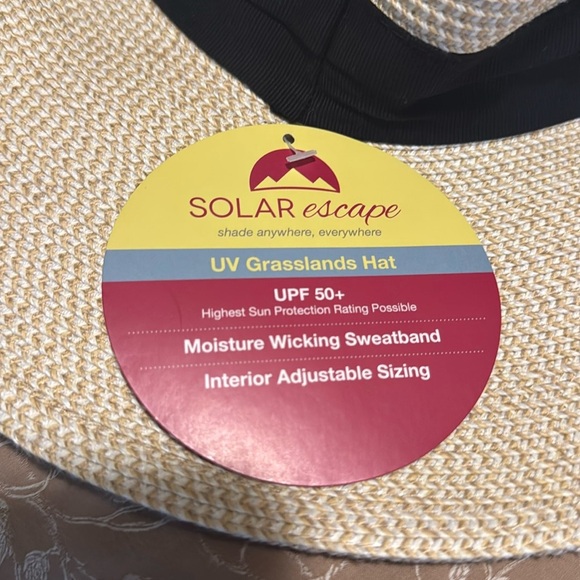 SOLAR escape
shade anywhere, everywhere
UV Grasslands Hat
UPF 50+
Highest Sun Protection Rating Possible
Moisture Wicking Sweatband
Interior Adjustable Sizing